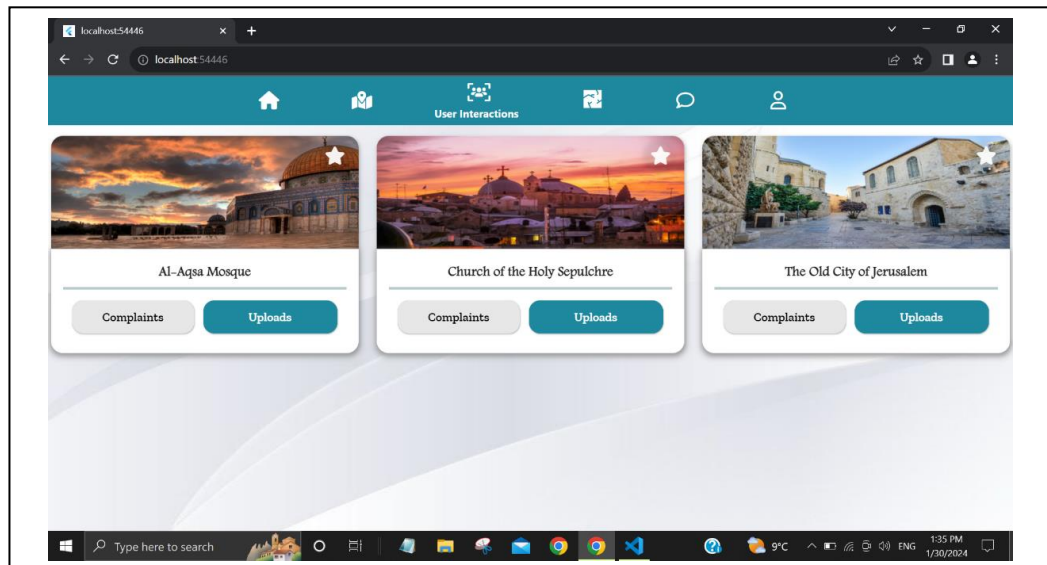 localhost:54446
localhost:54446
User Interactions
Al-Aqsa Mosque
Church of the Holy Sepulchre
The Old City of Jerusalem
Complaints
Uploads
Complaints
Uploads
Complaints
Uploads
Type here to search
9°C
ENG
1:35 PM
1/30/2024